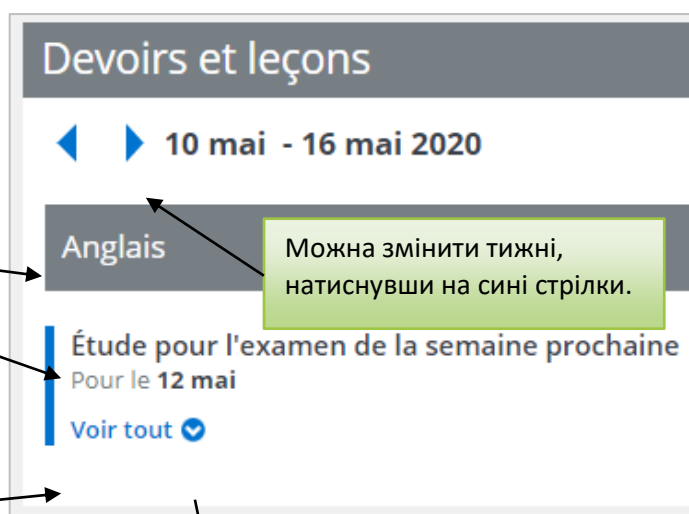 Devoirs et leçons
10 mai - 16 mai 2020
Anglais
Можна змінити тижні,
натиснувши на сині стрілки.
Étude pour l'examen de la semaine prochaine
Pour le 12 mai
Voir tout